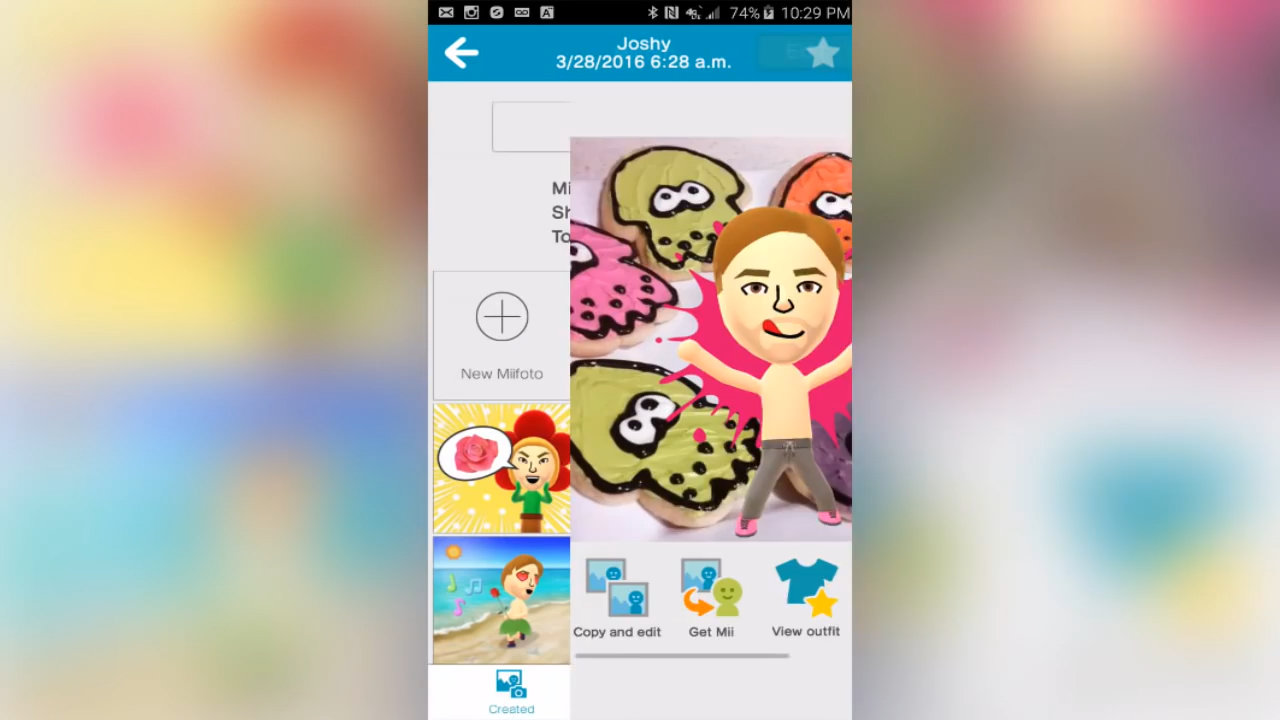 74% 10:29 PM
Joshy
3/28/2016 6:28 a.m.
New Miifoto
Copy and edit
Get Mii
View outfit
Created